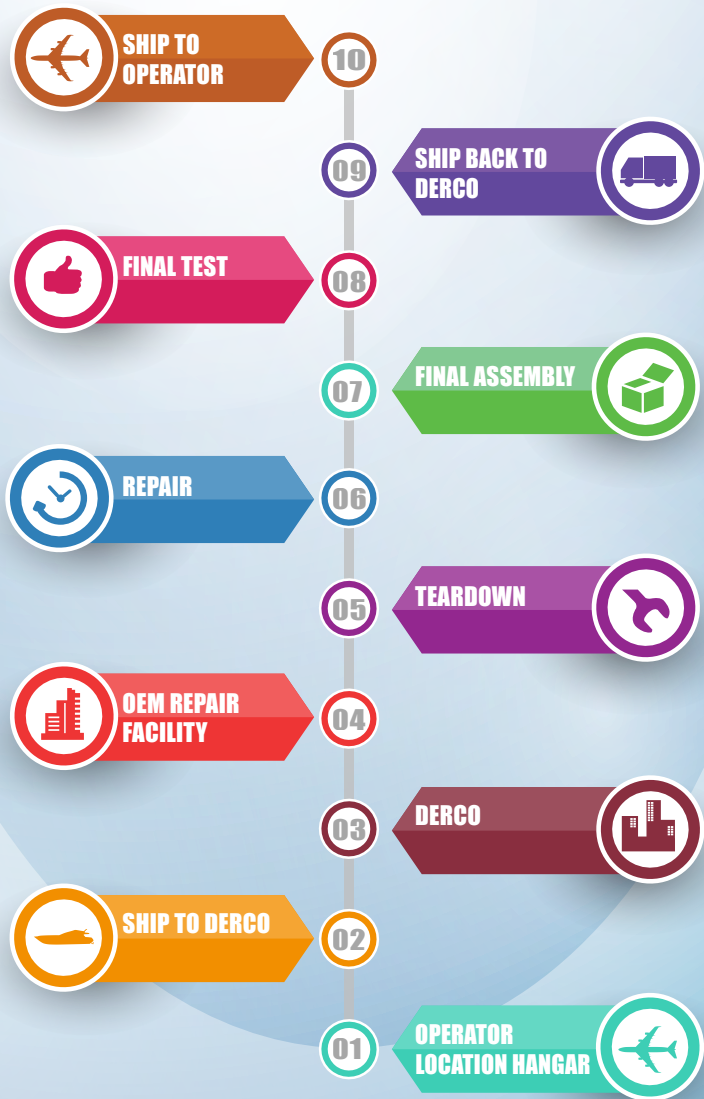 SHIP TO
OPERATOR
10
09
SHIP BACK TO
DERCO
FINAL TEST
08
07
FINAL ASSEMBLY
REPAIR
06
05
TEARDOWN
OEM REPAIR
FACILITY
04
03
DERCO
SHIP TO DERCO
02
01
OPERATOR
LOCATION HANGAR